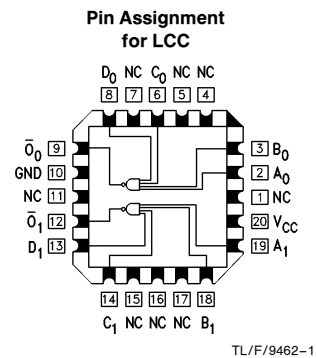 Pin Assignment
for LCC
D0 NC C0 NC NC
8 7 6 5 4
O̅0 9
GND 10
NC 11
O̅1 12
D1 13
3 B0
2 A0
1 NC
20 VCC
19 A1
14 15 16 17 18
C1 NC NC NC B1
TL/F/9462–1